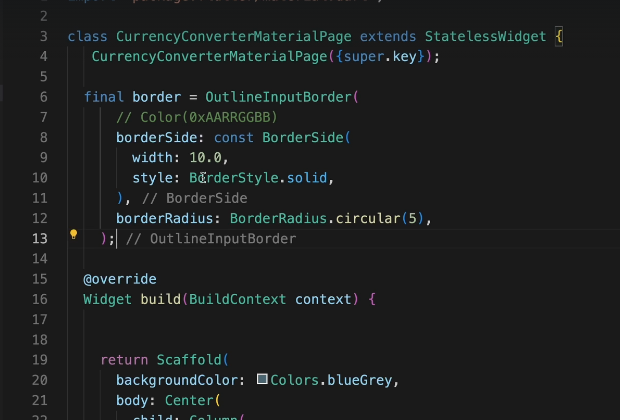 2
3 class CurrencyConverterMaterialPage extends StatelessWidget {
4 CurrencyConverterMaterialPage({super.key});
5
6 final border = OutlineInputBorder(
7 // Color(0xAARRGGBB)
8 borderSide: const BorderSide(
9 width: 10.0,
10 style: BorderStyle.solid,
11 ), // BorderSide
12 borderRadius: BorderRadius.circular(5),
13 ); // OutlineInputBorder
14
15 @override
16 Widget build(BuildContext context) {
17
18
19 return Scaffold(
20 backgroundColor: Colors.blueGrey,
21 body: Center(
22 child: Column(